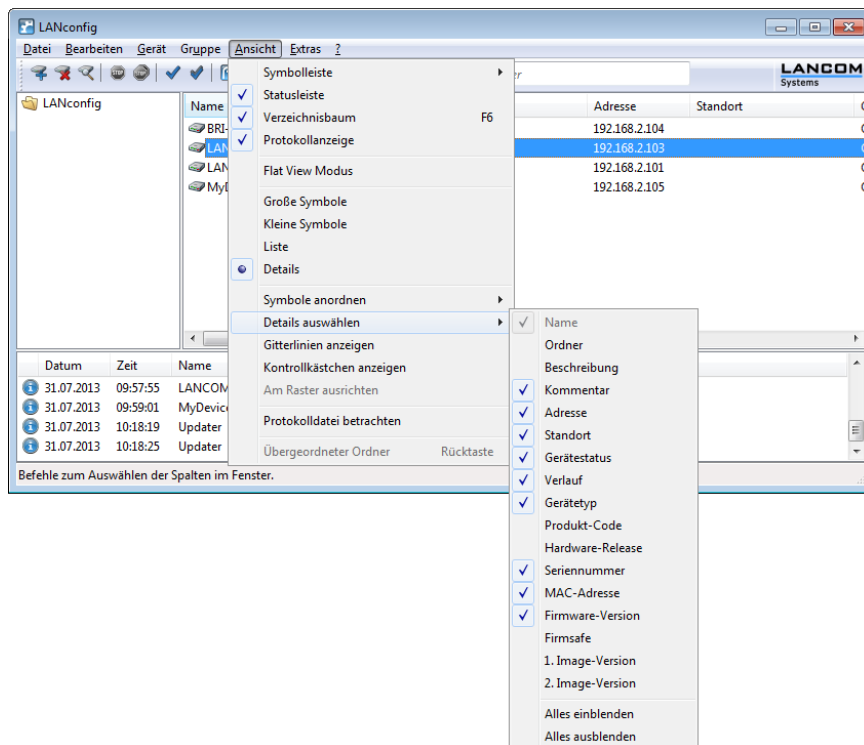 LANconfig
Datei Bearbeiten Gerät Gruppe Ansicht Extras ?
LANCOM
Systems
LANconfig
Name Adresse Standort
BRI-
192.168.2.104
LAN
192.168.2.103
LAN
192.168.2.101
MyD
192.168.2.105
Symbolleiste
Statusleiste
Verzeichnisbaum F6
Protokollanzeige
Flat View Modus
Große Symbole
Kleine Symbole
Liste
Details
Symbole anordnen
Details auswählen
Gitterlinien anzeigen
Kontrollkästchen anzeigen
Am Raster ausrichten
Protokolldatei betrachten
Übergeordneter Ordner Rücktaste
Name
Ordner
Beschreibung
Kommentar
Adresse
Standort
Gerätestatus
Verlauf
Gerätetyp
Produkt-Code
Hardware-Release
Seriennummer
MAC-Adresse
Firmware-Version
Firmsafe
1. Image-Version
2. Image-Version
Alles einblenden
Alles ausblenden
Datum Zeit Name
31.07.2013 09:57:55 LANCOM
31.07.2013 09:59:01 MyDevice
31.07.2013 10:18:19 Updater
31.07.2013 10:18:25 Updater
Befehle zum Auswählen der Spalten im Fenster.